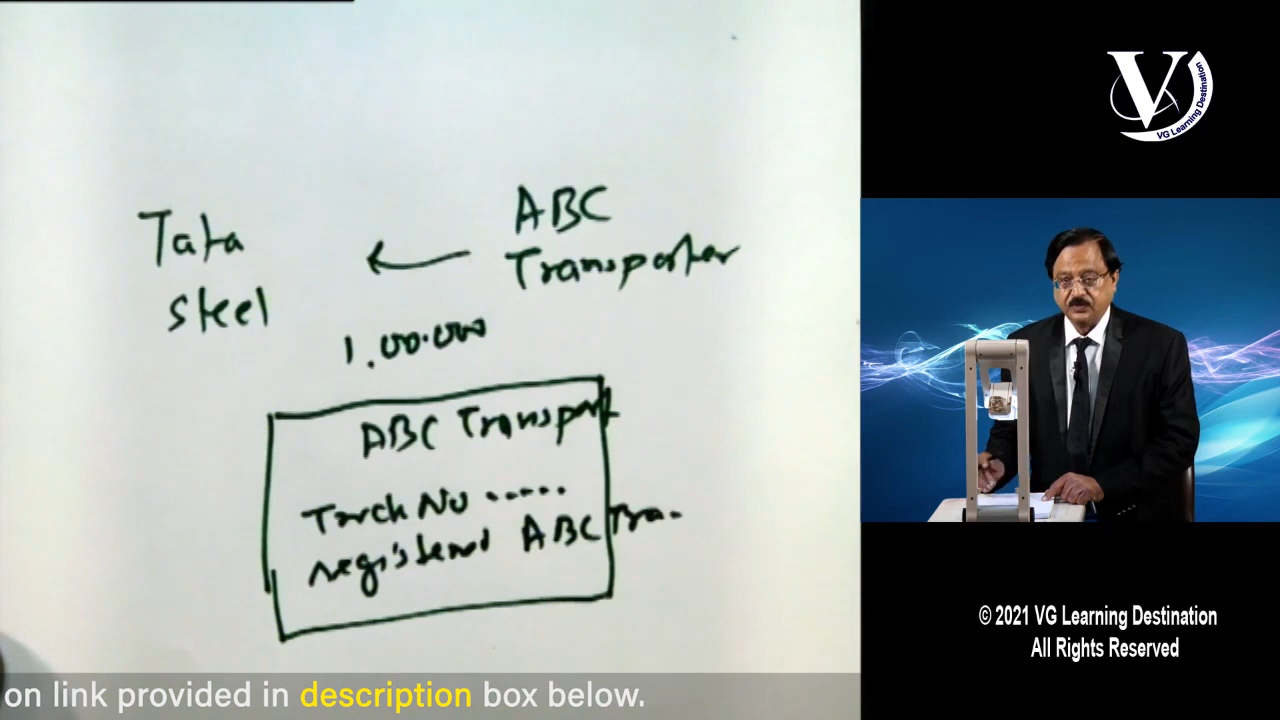 Tata
steel
ABC
Transporter
1,00,000
ABC Transport
Truck No .....
registered ABC Tra.
V
VG Learning Destination
© 2021 VG Learning Destination
All Rights Reserved
on link provided in description box below.